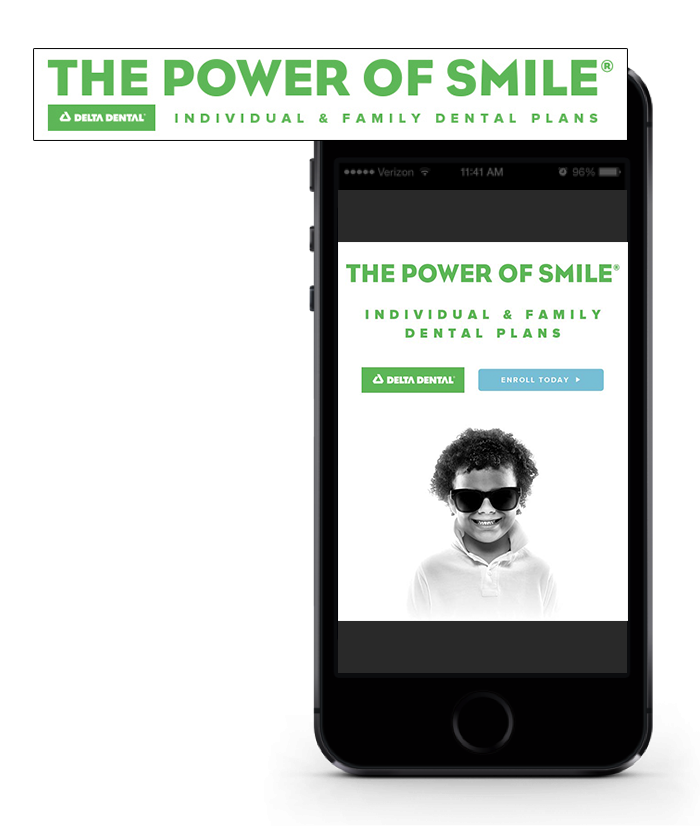 THE POWER OF SMILE®
DELTA DENTAL®
INDIVIDUAL & FAMILY DENTAL PLANS
Verizon
11:41 AM
96%
THE POWER OF SMILE®
INDIVIDUAL & FAMILY
DENTAL PLANS
DELTA DENTAL®
ENROLL TODAY